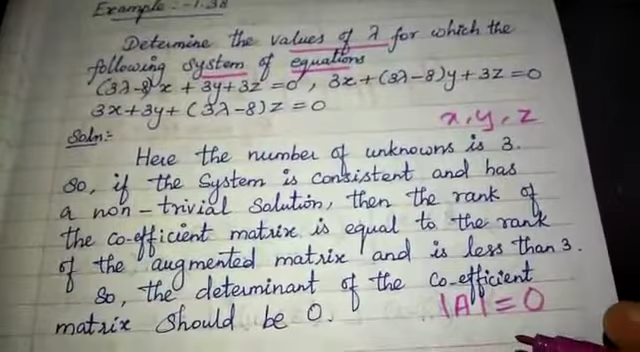 Example :- 1.38
Determine the values of λ for which the
following system of equations
(3λ-8)x + 3y+3z =0, 3x+(3λ-8)y+3z=0
3x+3y+(3λ-8)z=0
x,y,z
Soln:-
Here the number of unknowns is 3.
So, if the System is consistent and has
a non-trivial solution, then the rank of
the co-efficient matrix is equal to the rank
of the augmented matrix and is less than 3.
So, the determinant of the co-efficient
matrix should be 0.
|A|=0